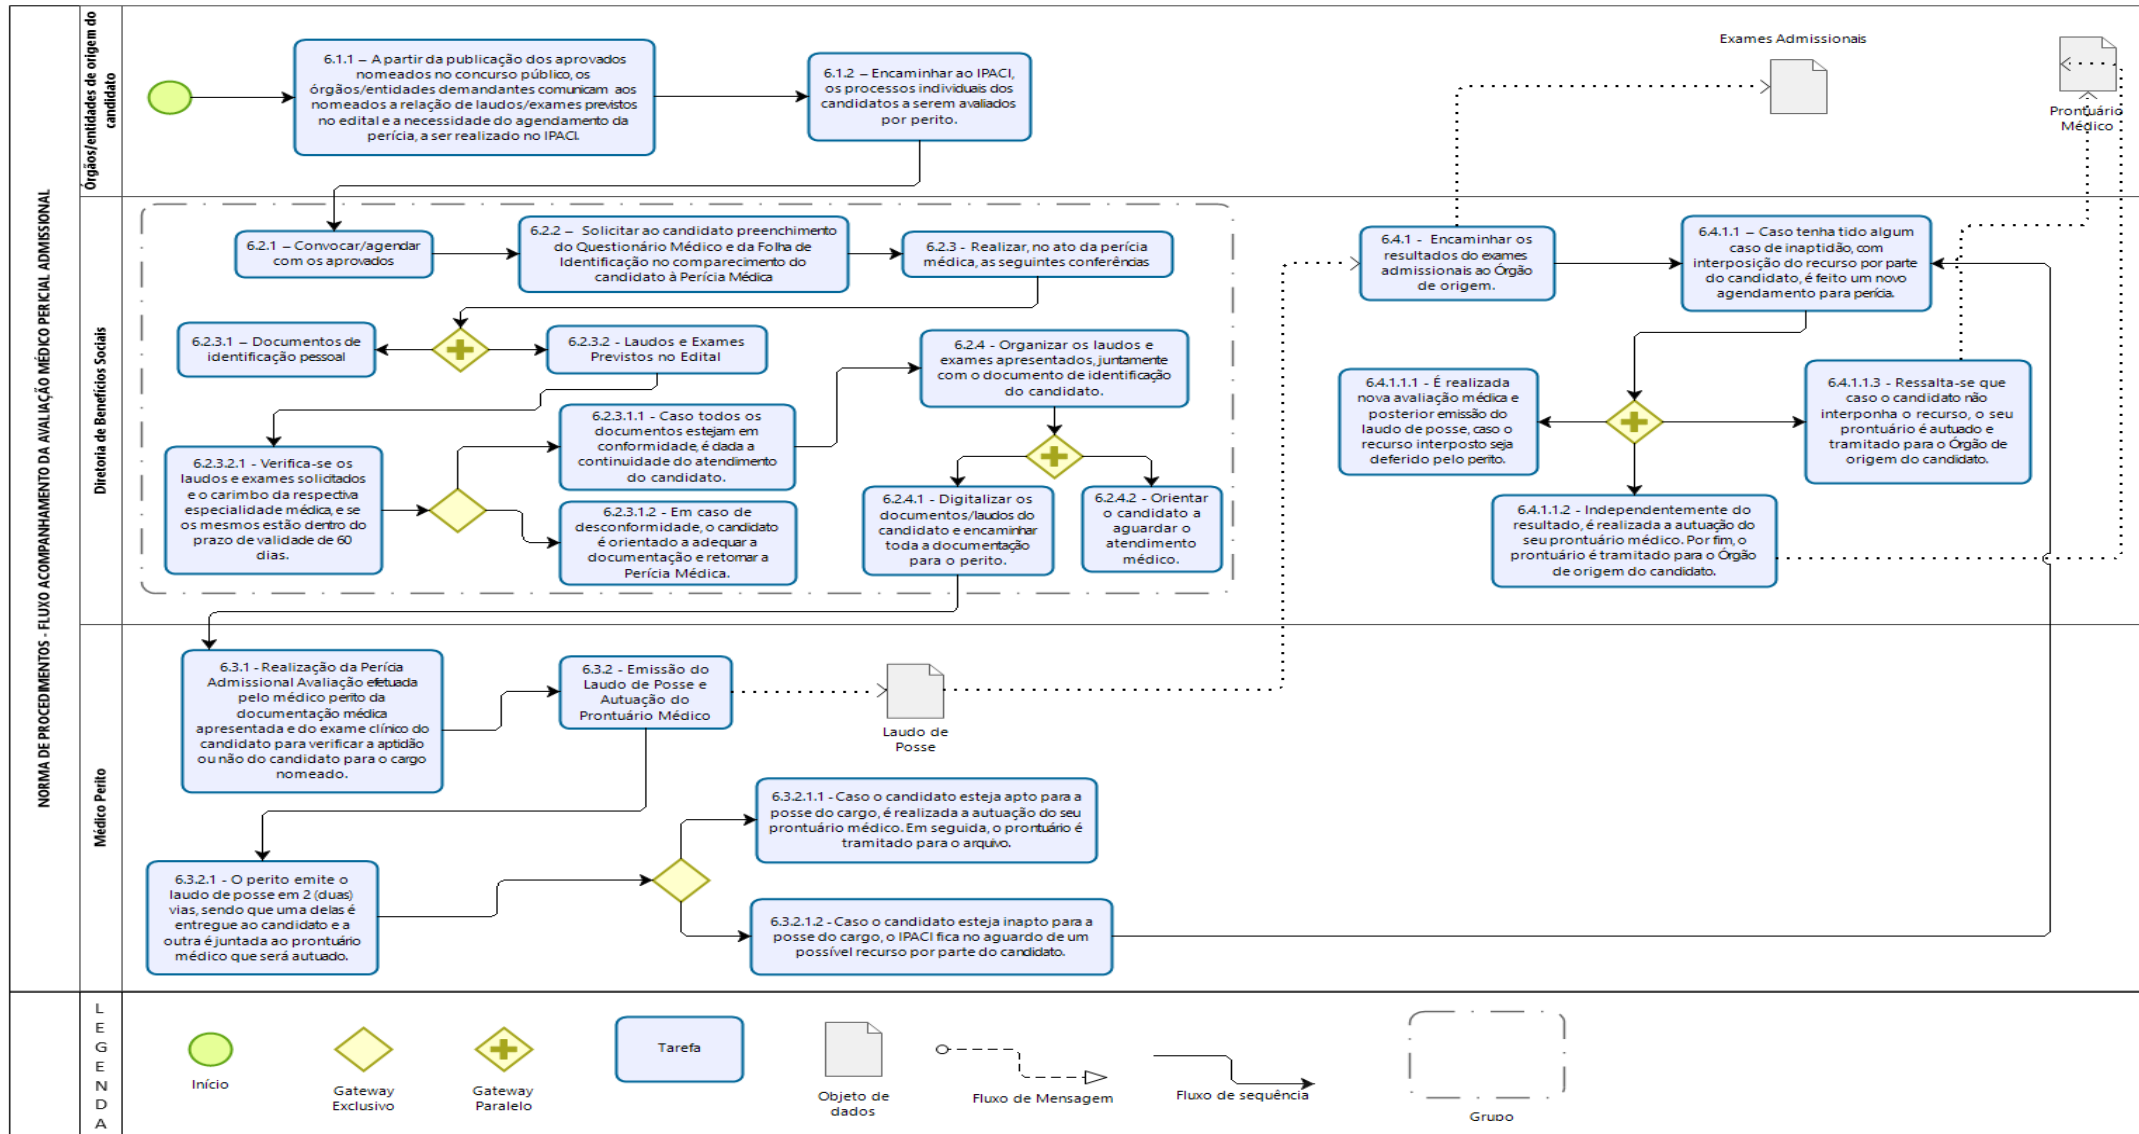 NORMA DE PROCEDIMENTOS - FLUXO ACOMPANHAMENTO DA AVALIAÇÃO MÉDICO PERICIAL ADMISSIONAL
Órgãos/entidades de origem do
candidato
6.1.1 – A partir da publicação dos aprovados
nomeados no concurso público, os
órgãos/entidades demandantes comunicam aos
nomeados a relação de laudos/exames previstos
no edital e a necessidade do agendamento da
perícia, a ser realizado no IPACI.
6.1.2 – Encaminhar ao IPACI,
os processos individuais dos
candidatos a serem avaliados
por perito.
Exames Admissionais
Prontuário
Médico
Diretoria de Benefícios Sociais
6.2.1 – Convocar/agendar
com os aprovados
6.2.2 – Solicitar ao candidato preenchimento
do Questionário Médico e da Folha de
Identificação no comparecimento do
candidato à Perícia Médica
6.2.3 - Realizar, no ato da perícia
médica, as seguintes conferências
6.2.3.1 – Documentos de
identificação pessoal
6.2.3.2 - Laudos e Exames
Previstos no Edital
6.2.3.2.1 - Verifica-se os
laudos e exames solicitados
e o carimbo da respectiva
especialidade médica, e se
os mesmos estão dentro do
prazo de validade de 60
dias.
6.2.3.1.1 - Caso todos os
documentos estejam em
conformidade, é dada a
continuidade do atendimento
do candidato.
6.2.3.1.2 - Em caso de
desconformidade, o candidato
é orientado a adequar a
documentação e retornar a
Perícia Médica.
6.2.4 - Organizar os laudos e
exames apresentados, juntamente
com o documento de identificação
do candidato.
6.2.4.1 - Digitalizar os
documentos/laudos do
candidato e encaminhar
toda a documentação
para o perito.
6.2.4.2 - Orientar
o candidato a
aguardar o
atendimento
médico.
6.4.1 - Encaminhar os
resultados do exames
admissionais ao Órgão
de origem.
6.4.1.1 – Caso tenha tido algum
caso de inaptidão, com
interposição do recurso por parte
do candidato, é feito um novo
agendamento para perícia.
6.4.1.1.1 - É realizada
nova avaliação médica e
posterior emissão do
laudo de posse, caso o
recurso interposto seja
deferido pelo perito.
6.4.1.1.3 - Ressalta-se que
caso o candidato não
interponha o recurso, o seu
prontuário é autuado e
tramitado para o Órgão de
origem do candidato.
6.4.1.1.2 - Independentemente do
resultado, é realizada a autuação do
seu prontuário médico. Por fim, o
prontuário é tramitado para o Órgão
de origem do candidato.
Médico Perito
6.3.1 - Realização da Perícia
Admissional Avaliação efetuada
pelo médico perito da
documentação médica
apresentada e do exame clínico do
candidato para verificar a aptidão
ou não do candidato para o cargo
nomeado.
6.3.2 - Emissão do
Laudo de Posse e
Autuação do
Prontuário Médico
Laudo de
Posse
6.3.2.1 - O perito emite o
laudo de posse em 2 (duas)
vias, sendo que uma delas é
entregue ao candidato e a
outra é juntada ao prontuário
médico que será autuado.
6.3.2.1.1 - Caso o candidato esteja apto para a
posse do cargo, é realizada a autuação do seu
prontuário médico. Em seguida, o prontuário é
tramitado para o arquivo.
6.3.2.1.2 - Caso o candidato esteja inapto para a
posse do cargo, o IPACI fica no aguardo de um
possível recurso por parte do candidato.
L
E
G
E
N
D
A
Início
Gateway
Exclusivo
Gateway
Paralelo
Tarefa
Objeto de
dados
Fluxo de Mensagem
Fluxo de sequência
Grupo